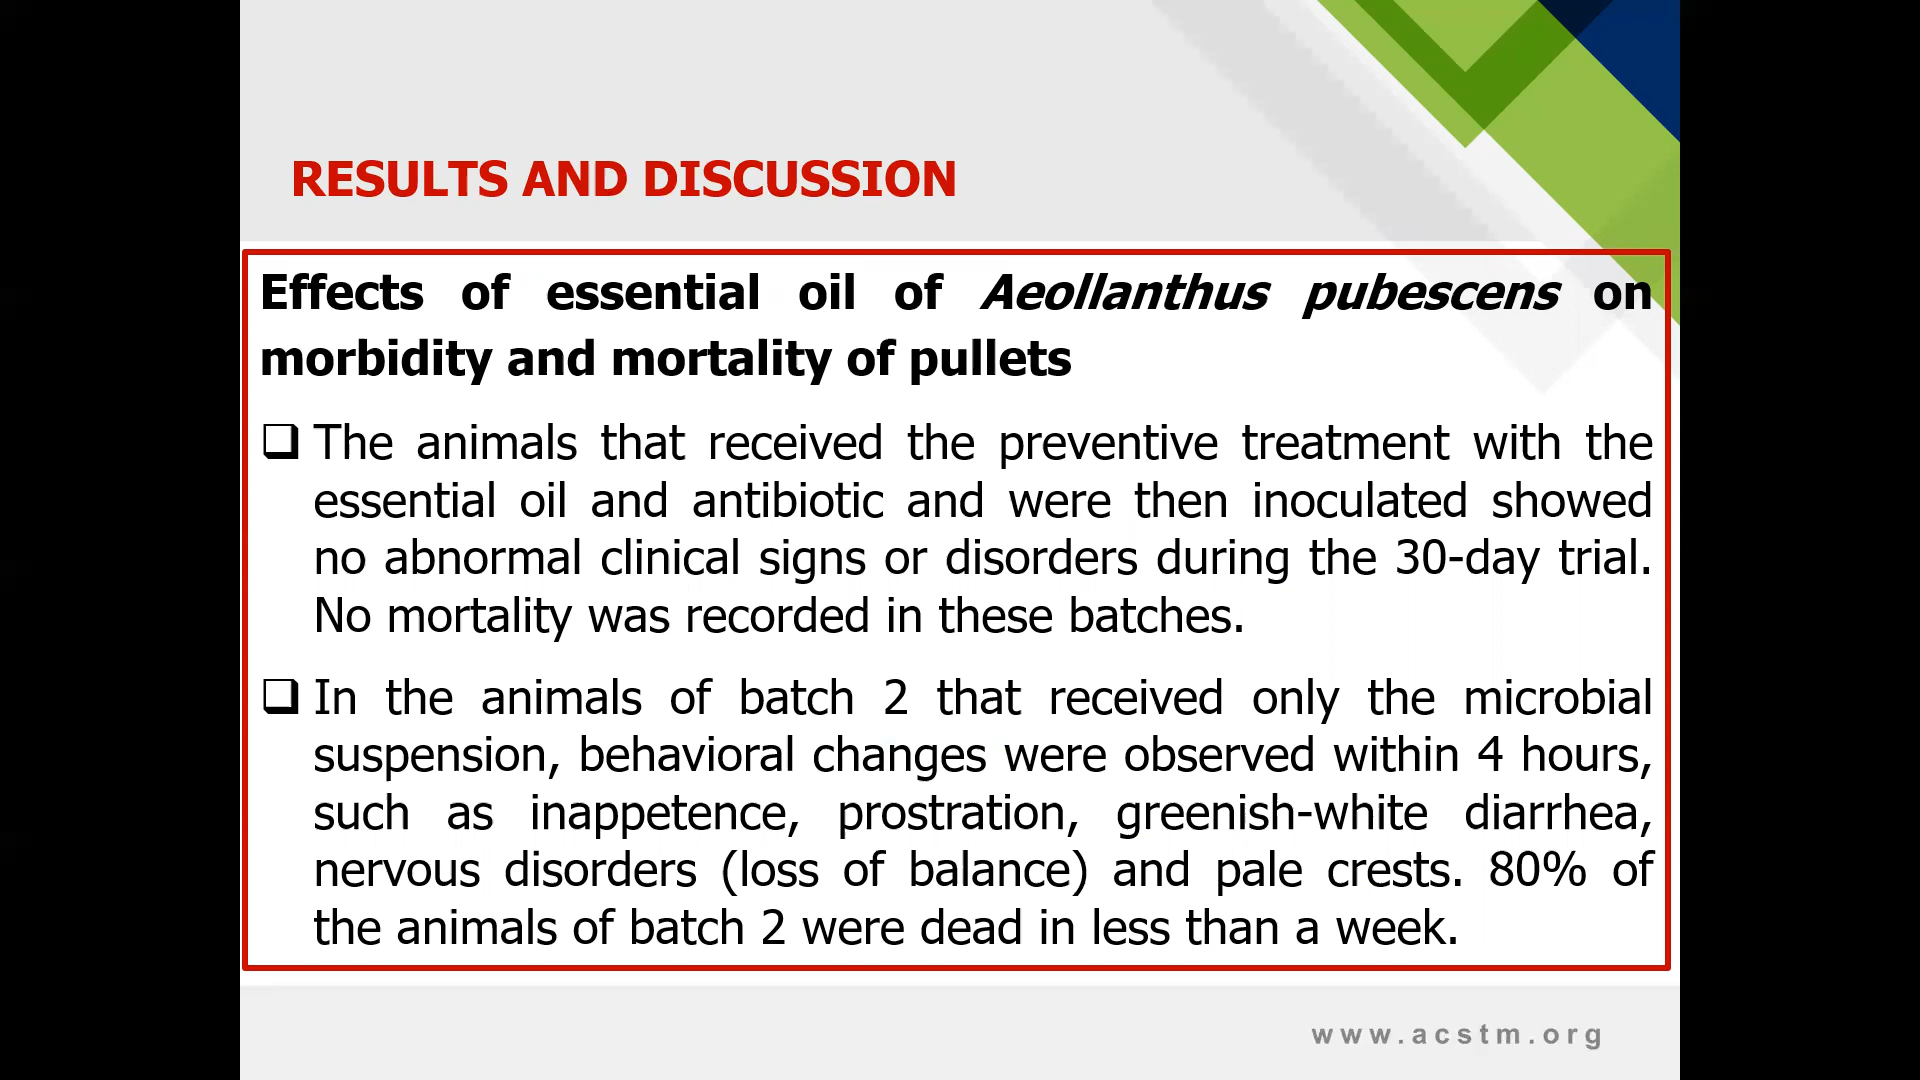 RESULTS AND DISCUSSION
Effects of essential oil of Aeollanthus pubescens on
morbidity and mortality of pullets
❑ The animals that received the preventive treatment with the
essential oil and antibiotic and were then inoculated showed
no abnormal clinical signs or disorders during the 30-day trial.
No mortality was recorded in these batches.
❑ In the animals of batch 2 that received only the microbial
suspension, behavioral changes were observed within 4 hours,
such as inappetence, prostration, greenish-white diarrhea,
nervous disorders (loss of balance) and pale crests. 80% of
the animals of batch 2 were dead in less than a week.
www.acstm.org